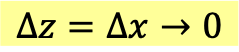 Δz = Δx → 0